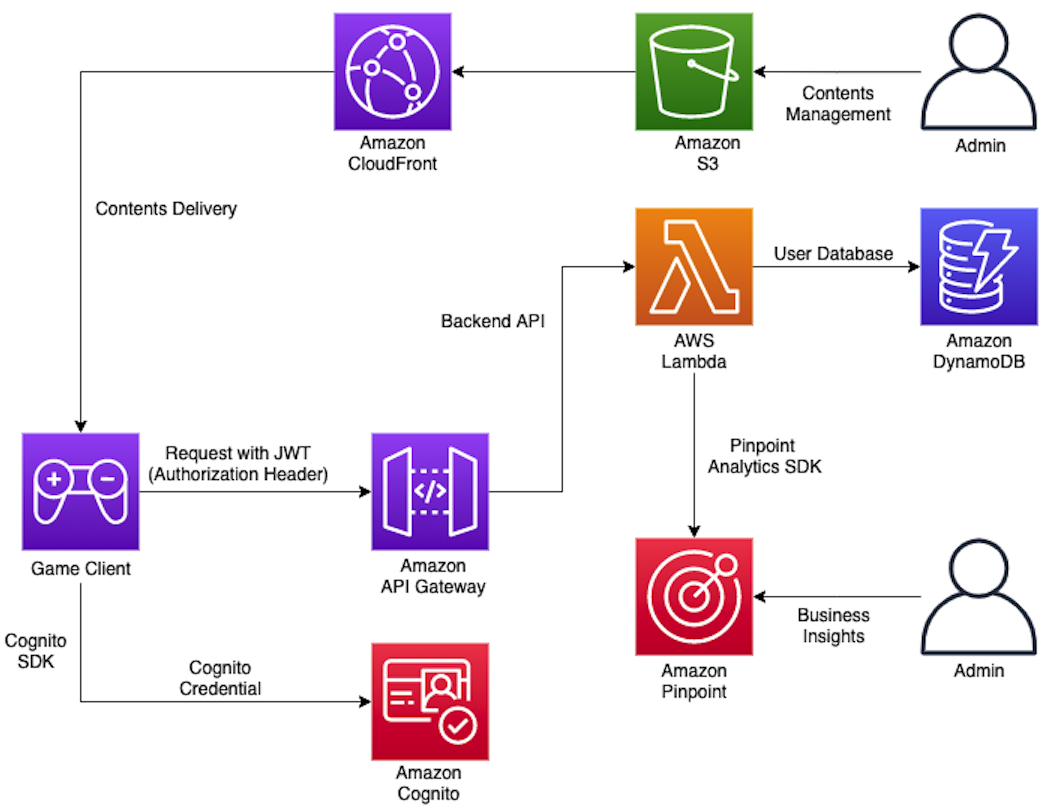 Amazon
CloudFront
Amazon
S3
Contents
Management
Admin
Contents Delivery
Backend API
AWS
Lambda
User Database
Amazon
DynamoDB
Game Client
Request with JWT
(Authorization Header)
Amazon
API Gateway
Pinpoint
Analytics SDK
Amazon
Pinpoint
Business
Insights
Admin
Cognito
SDK
Cognito
Credential
Amazon
Cognito